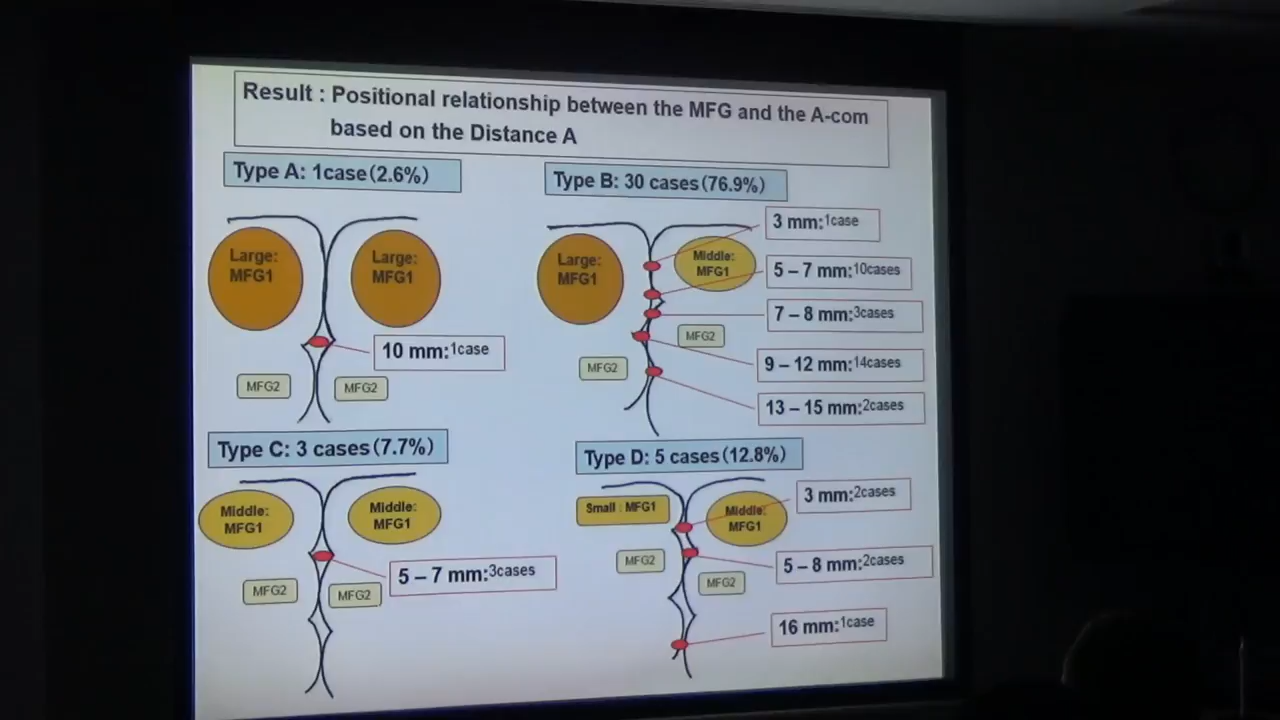 Result : Positional relationship between the MFG and the A-com
based on the Distance A
Type A: 1case(2.6%)
Large:
MFG1
Large:
MFG1
10 mm:1case
MFG2
MFG2
Type B: 30 cases(76.9%)
Large:
MFG1
Middle:
MFG1
3 mm:1case
5 – 7 mm:10cases
7 – 8 mm:3cases
MFG2
MFG2
9 – 12 mm:14cases
13 – 15 mm:2cases
Type C: 3 cases(7.7%)
Middle:
MFG1
Middle:
MFG1
5 – 7 mm:3cases
MFG2
MFG2
Type D: 5 cases(12.8%)
Small : MFG1
Middle:
MFG1
3 mm:2cases
MFG2
MFG2
5 – 8 mm:2cases
16 mm:1case